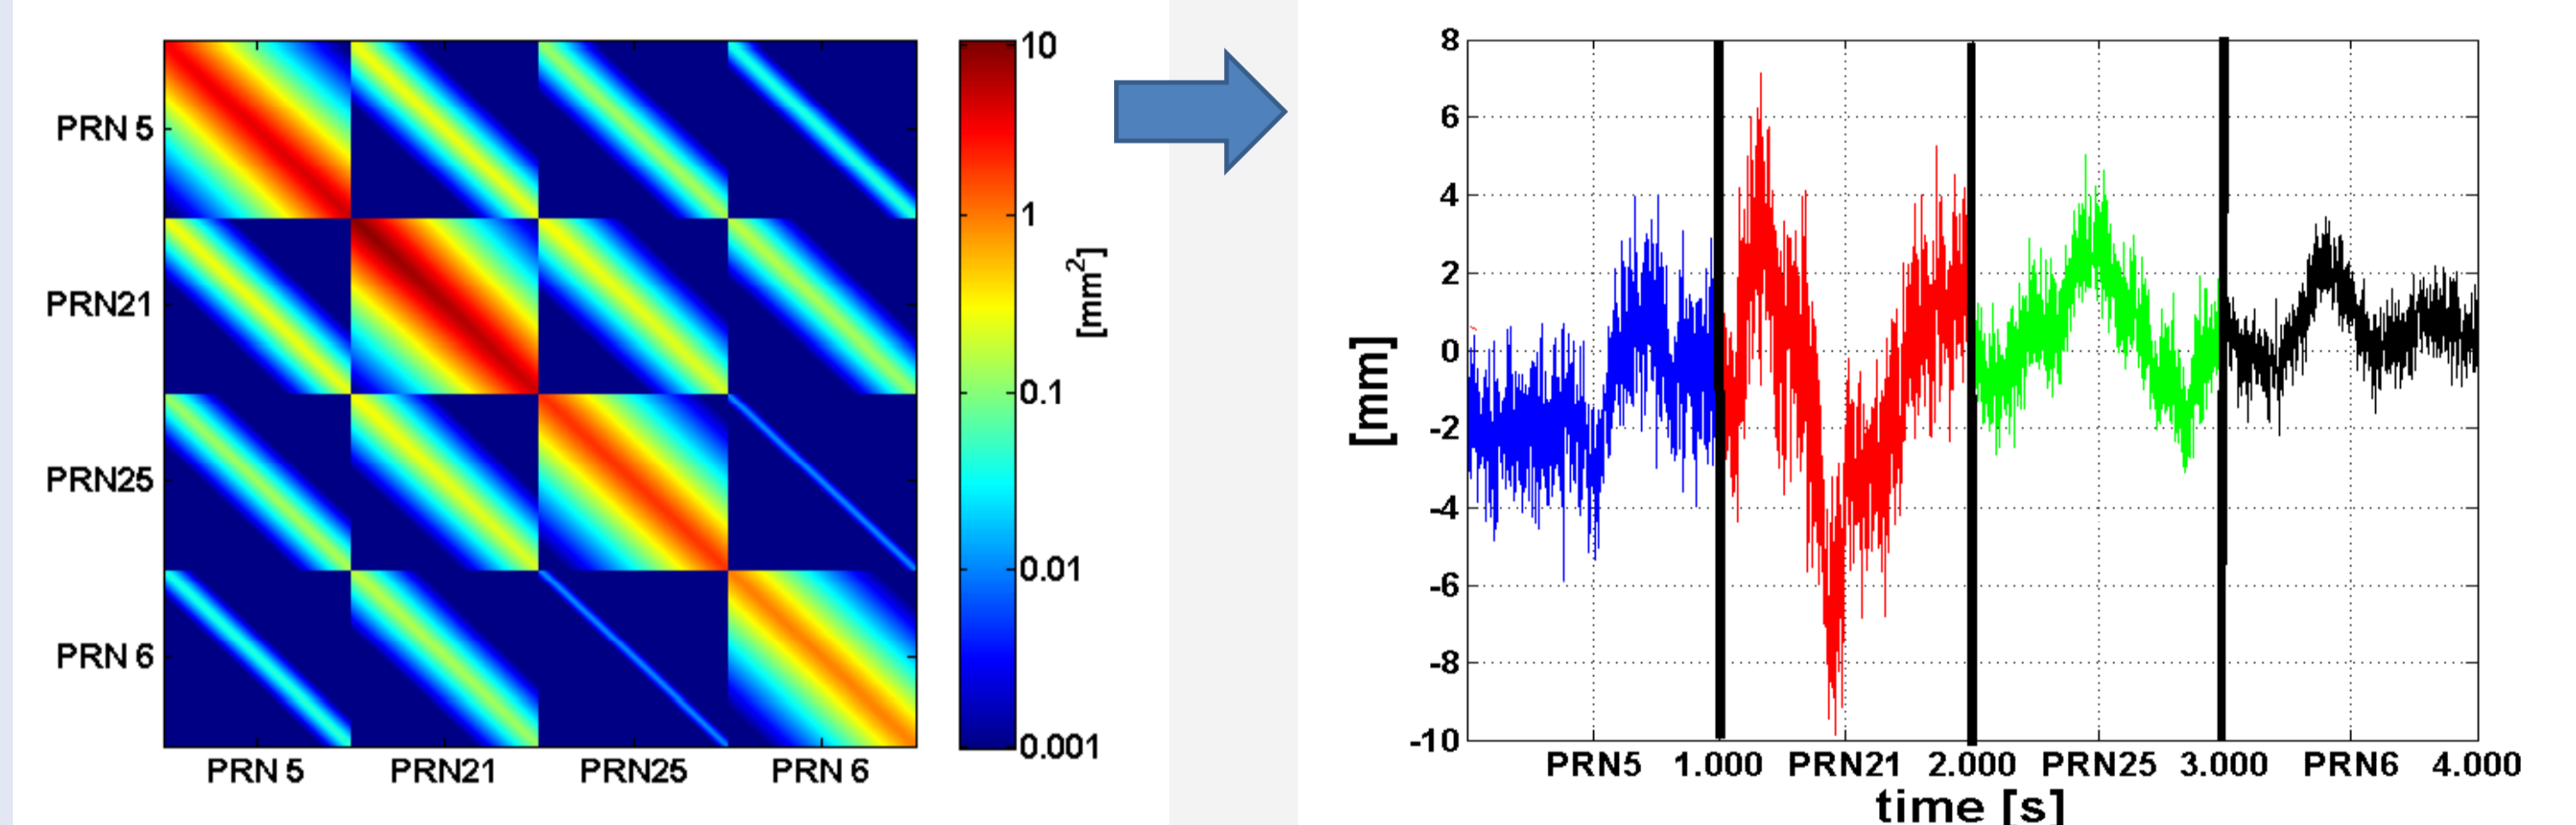 PRN 5
PRN21
PRN25
PRN 6
PRN 5 PRN21 PRN25 PRN 6
10
1
0.1
0.01
0.001
[mm²]
8
6
4
2
0
-2
-4
-6
-8
-10
[mm]
PRN5 1.000 PRN21 2.000 PRN25 3.000 PRN6 4.000
time [s]